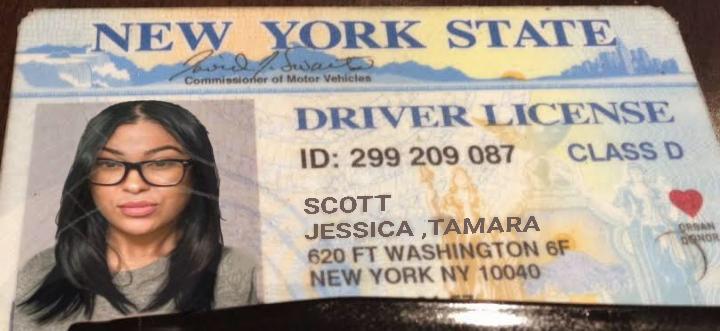 NEW YORK STATE
Commissioner of Motor Vehicles
DRIVER LICENSE
ID: 299 209 087 CLASS D
SCOTT
JESSICA ,TAMARA
620 FT WASHINGTON 6F
NEW YORK NY 10040
ORGAN
DONOR